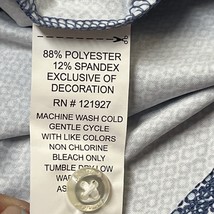 88% POLYESTER
12% SPANDEX
EXCLUSIVE OF
DECORATION
RN # 121927
MACHINE WASH COLD
GENTLE CYCLE
WITH LIKE COLORS
NON CHLORINE
BLEACH ONLY
TUMBLE DRY LOW